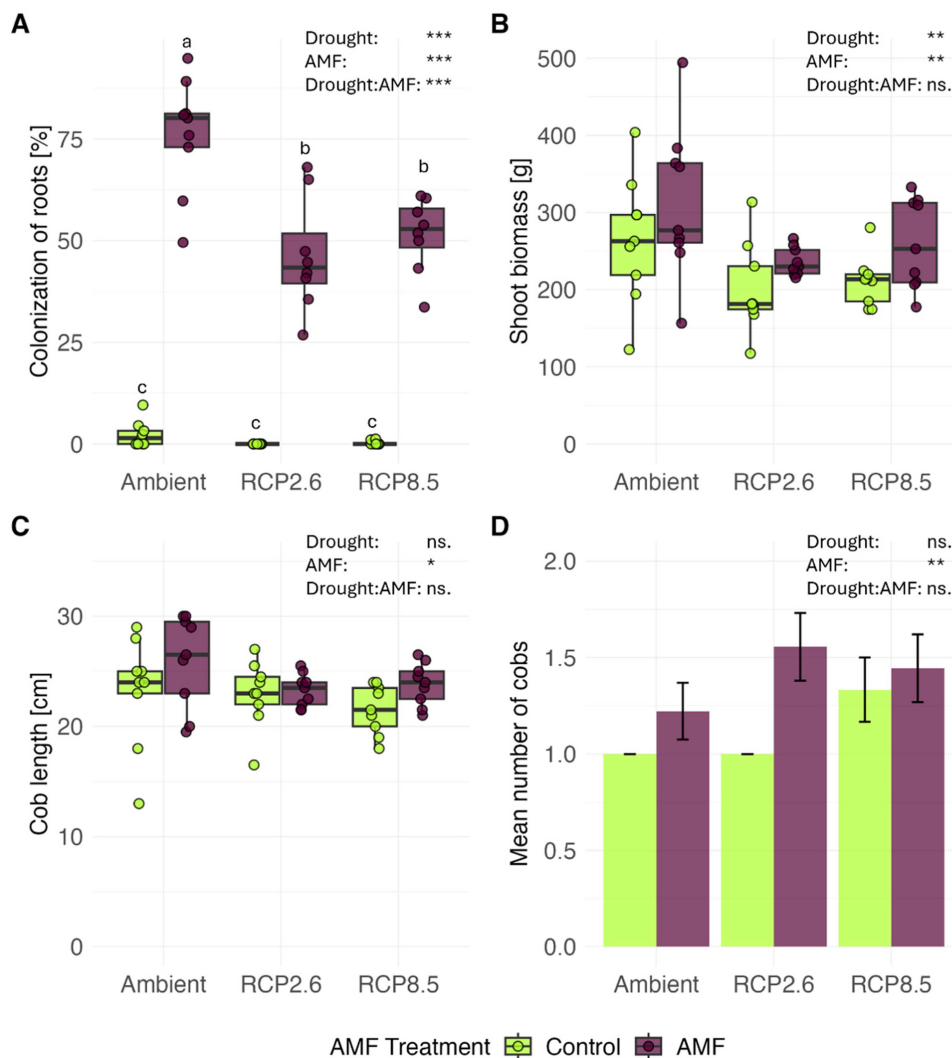 A
Drought: ***
AMF: ***
Drought:AMF: ***
a
b
b
c
c
c
Colonization of roots [%]
75
50
25
0
Ambient RCP2.6 RCP8.5
B
Drought: **
AMF: **
Drought:AMF: ns.
Shoot biomass [g]
500
400
300
200
100
0
Ambient RCP2.6 RCP8.5
C
Drought: ns.
AMF: *
Drought:AMF: ns.
Cob length [cm]
30
20
10
0
Ambient RCP2.6 RCP8.5
D
Drought: ns.
AMF: **
Drought:AMF: ns.
Mean number of cobs
2.0
1.5
1.0
0.5
0.0
Ambient RCP2.6 RCP8.5
AMF Treatment Control AMF